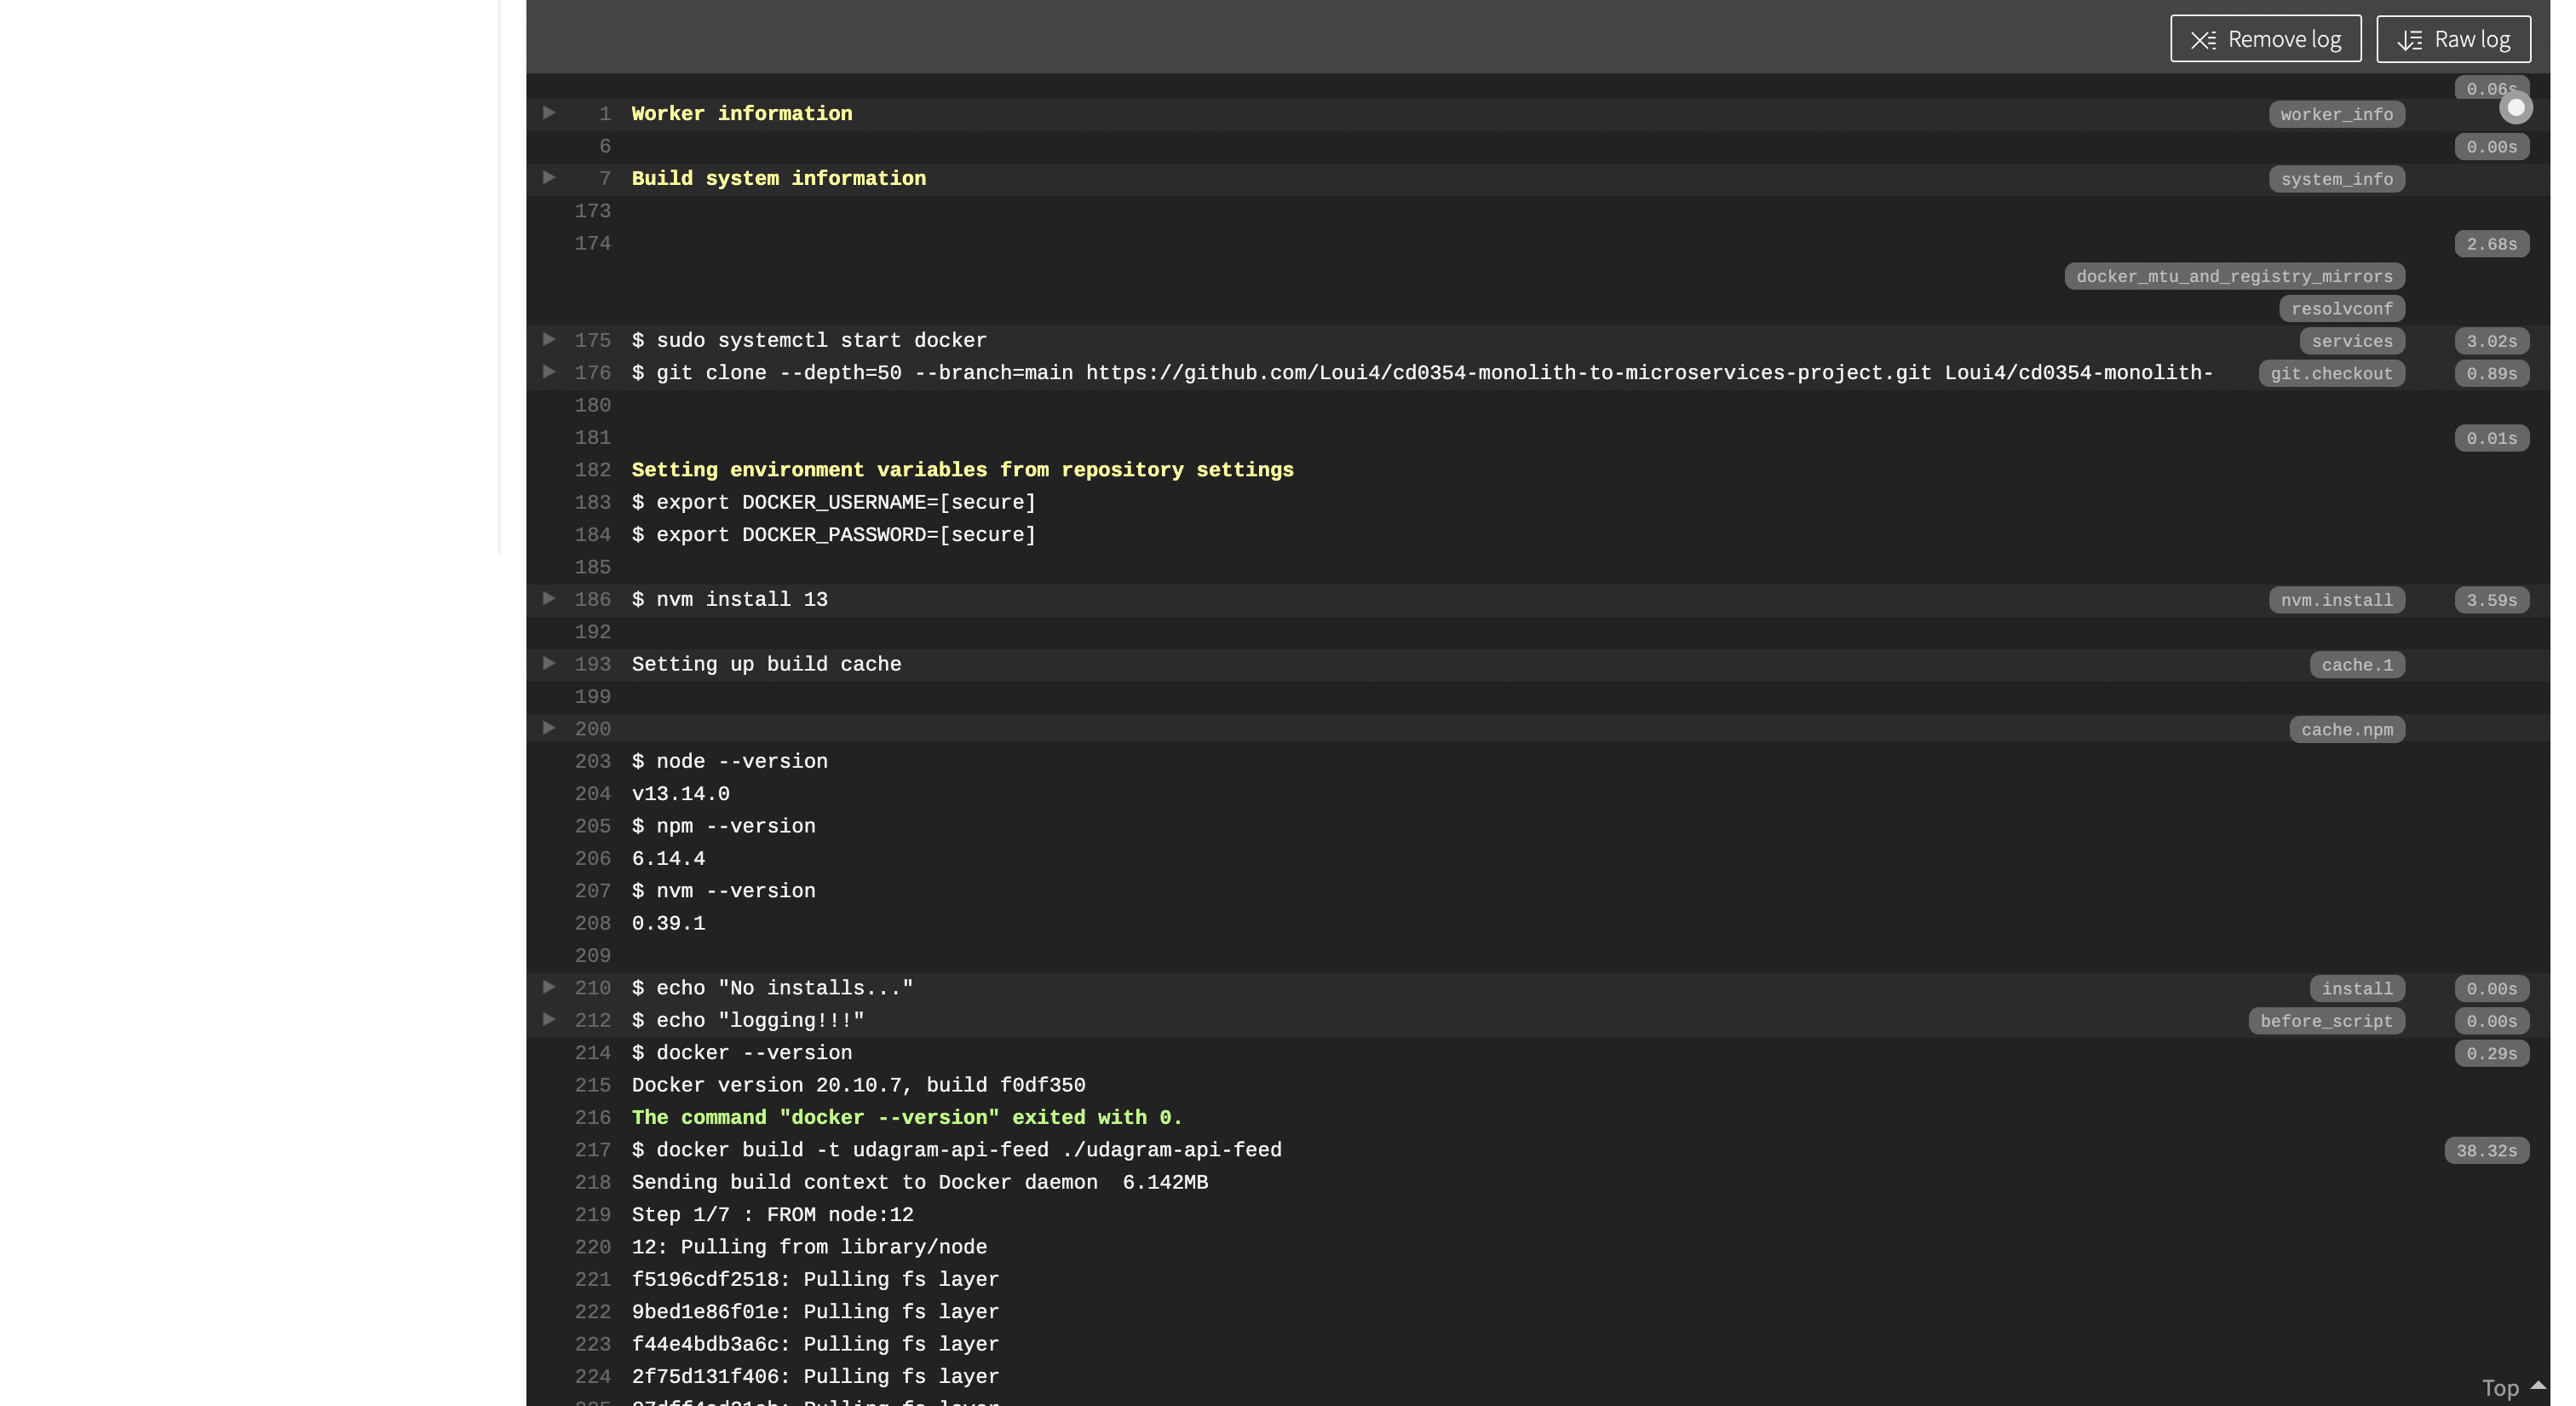 Remove log Raw log
0.06s
1 Worker information worker_info
6 0.00s
7 Build system information system_info
173
174 2.68s
docker_mtu_and_registry_mirrors
resolvconf
175 $ sudo systemctl start docker services 3.02s
176 $ git clone --depth=50 --branch=main https://github.com/Loui4/cd0354-monolith-to-microservices-project.git Loui4/cd0354-monolith- git.checkout 0.89s
180
181 0.01s
182 Setting environment variables from repository settings
183 $ export DOCKER_USERNAME=[secure]
184 $ export DOCKER_PASSWORD=[secure]
185
186 $ nvm install 13 nvm.install 3.59s
192
193 Setting up build cache cache.1
199
200 cache.npm
203 $ node --version
204 v13.14.0
205 $ npm --version
206 6.14.4
207 $ nvm --version
208 0.39.1
209
210 $ echo "No installs..." install 0.00s
212 $ echo "logging!!!" before_script 0.00s
214 $ docker --version 0.29s
215 Docker version 20.10.7, build f0df350
216 The command "docker --version" exited with 0.
217 $ docker build -t udagram-api-feed ./udagram-api-feed 38.32s
218 Sending build context to Docker daemon  6.142MB
219 Step 1/7 : FROM node:12
220 12: Pulling from library/node
221 f5196cdf2518: Pulling fs layer
222 9bed1e86f01e: Pulling fs layer
223 f44e4bdb3a6c: Pulling fs layer
224 2f75d131f406: Pulling fs layer
Top